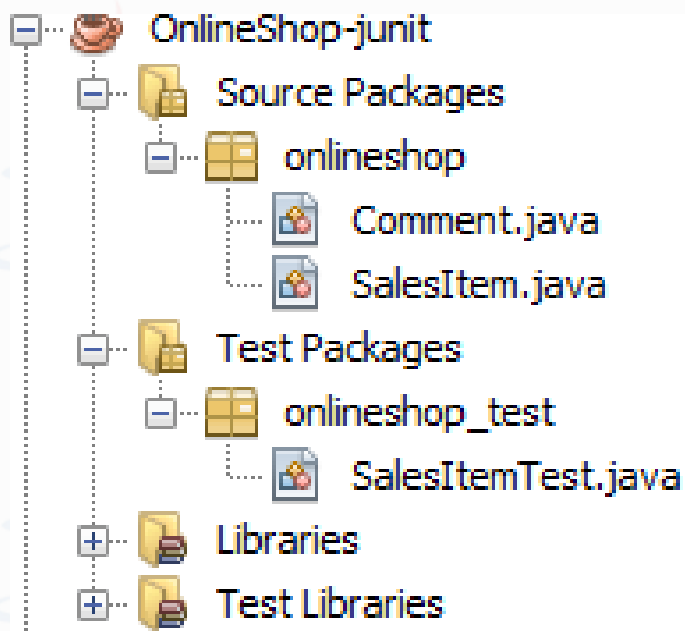 OnlineShop-junit
Source Packages
onlineshop
Comment.java
SalesItem.java
Test Packages
onlineshop_test
SalesItemTest.java
Libraries
Test Libraries